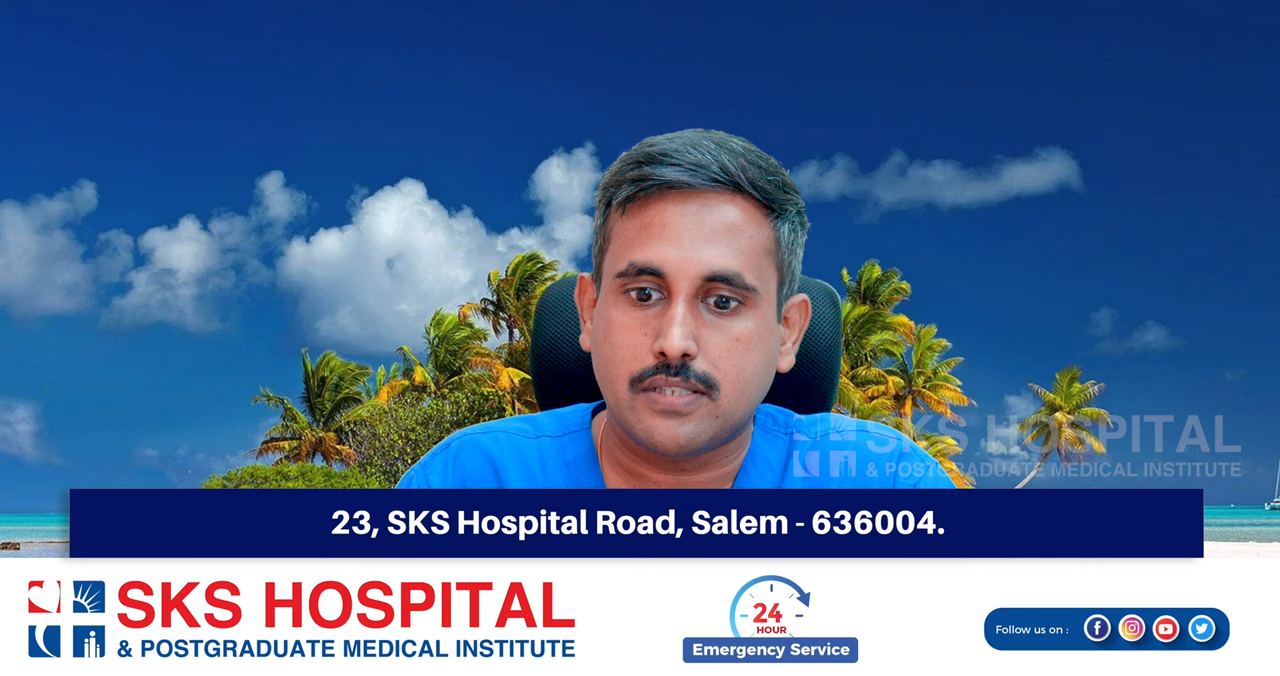 SKS HOSPITAL
& POSTGRADUATE MEDICAL INSTITUTE
23, SKS Hospital Road, Salem - 636004.
SKS HOSPITAL
& POSTGRADUATE MEDICAL INSTITUTE
24
HOUR
Emergency Service
Follow us on :